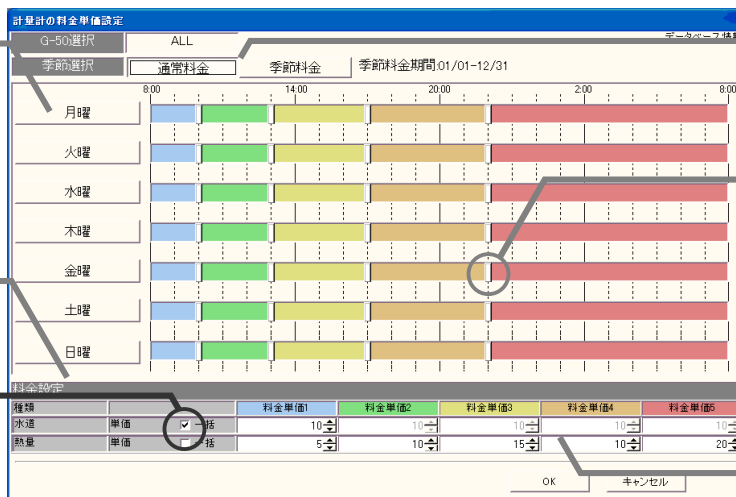 計量計の料金単価設定
G-50選択 ALL データベース情報
季節選択 通常料金 季節料金 季節料金期間:01/01-12/31
8:00 14:00 20:00 2:00 8:00
月曜
火曜
水曜
木曜
金曜
土曜
日曜
料金設定
種類 料金単価1 料金単価2 料金単価3 料金単価4 料金単価5
水道 単価 一括 10 10 10 10 10
熱量 単価 一括 5 10 15 10 20
OK キャンセル